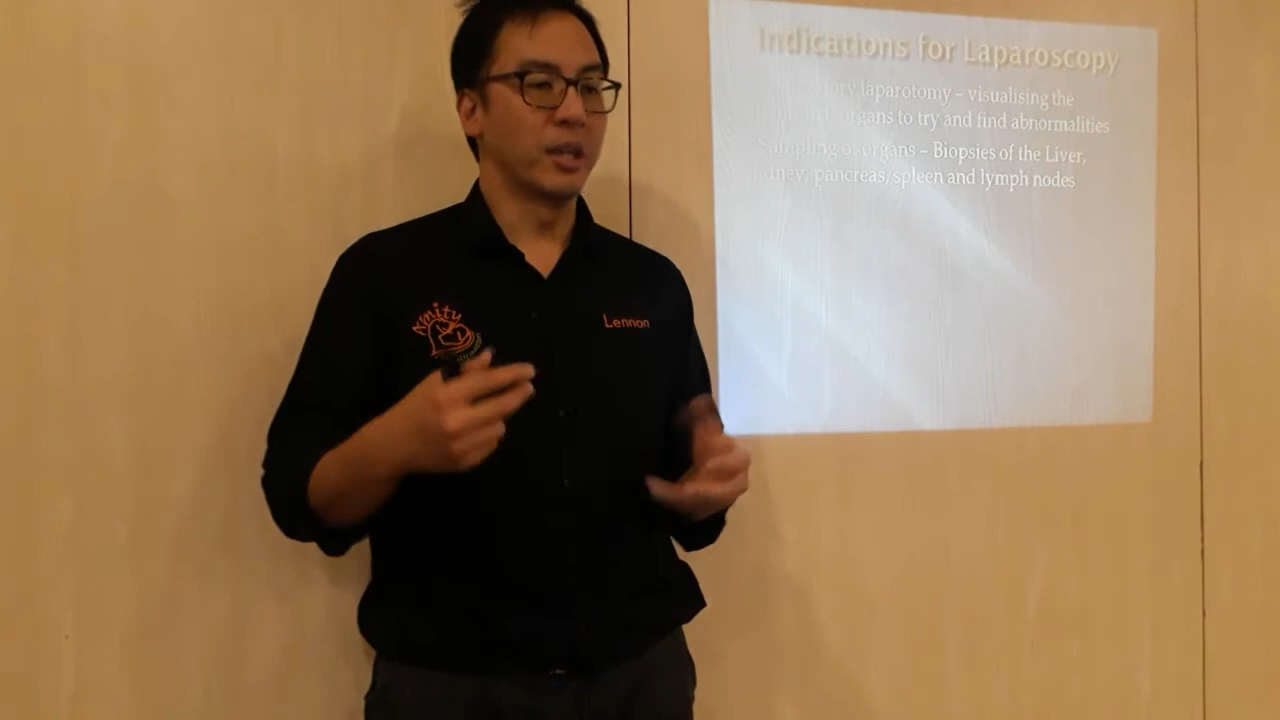 Indications for Laparoscopy
laparotomy – visualising the
organs to try and find abnormalities
Sampling of organs – Biopsies of the Liver,
pancreas, spleen and lymph nodes
Amity
Lennon